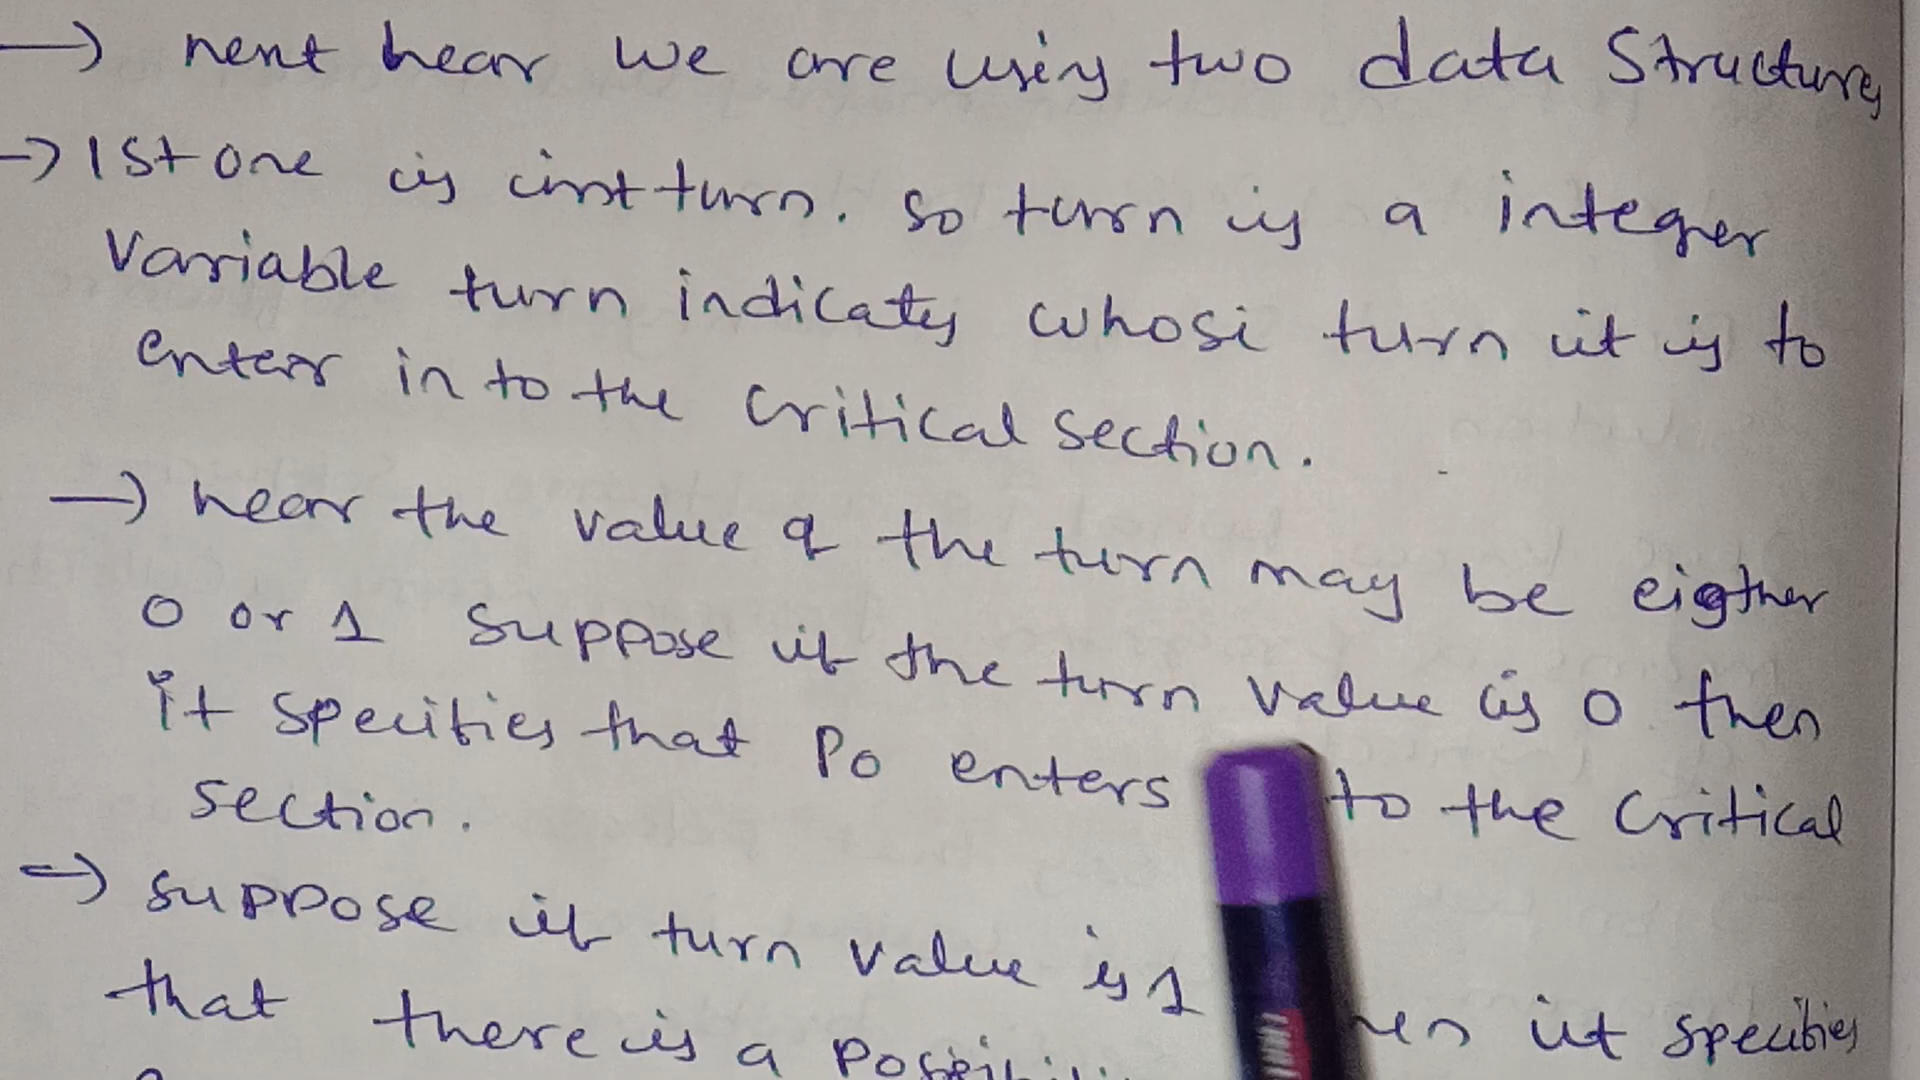 → nent hear we are using two data Structures
→ 1st one is int turn. so turn is a integer
Variable turn indicates whose turn it is to
enter in to the critical section.
→ hear the value of the turn may be eigther
0 or 1 suppose if the turn value is 0 then
it specifies that P0 enters to the critical
section.
→ suppose if turn value is 1 it specifies
that there is a